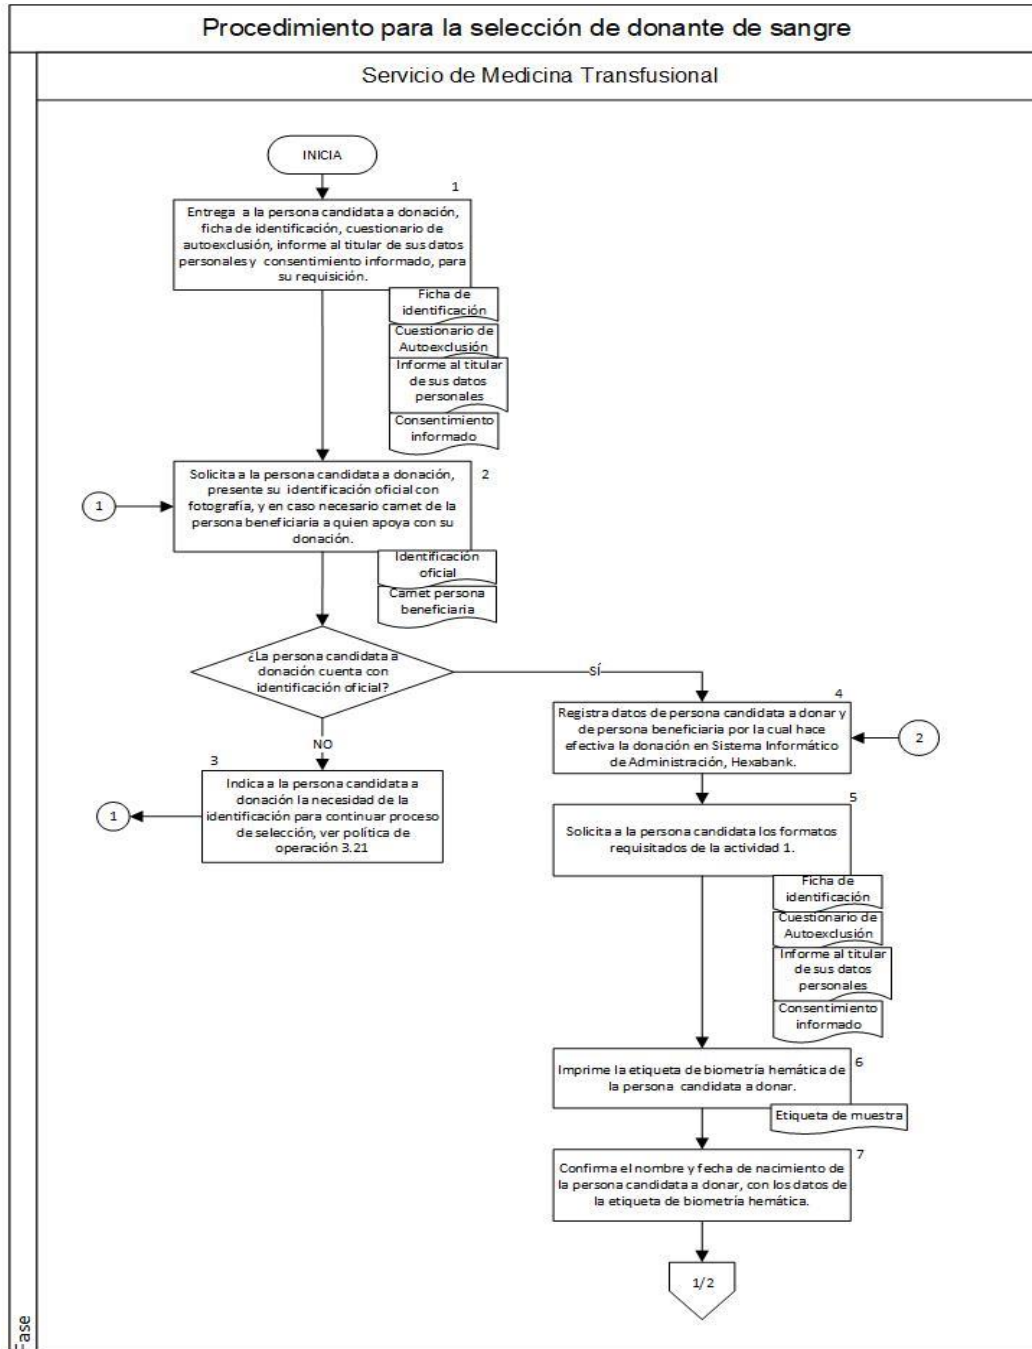 Procedimiento para la selección de donante de sangre
Servicio de Medicina Transfusional
INICIA
1
Entrega a la persona candidata a donación,
ficha de identificación, cuestionario de
autoexclusión, informe al titular de sus datos
personales y consentimiento informado, para
su requisición.
Ficha de
identificación
Cuestionario de
Autoexclusión
Informe al titular
de sus datos
personales
Consentimiento
informado
1
2
Solicita a la persona candidata a donación,
presente su identificación oficial con
fotografía, y en caso necesario carnet de la
persona beneficiaria a quien apoya con su
donación.
Identificación
oficial
Carnet persona
beneficiaria
¿La persona candidata a
donación cuenta con
identificación oficial?
SÍ
NO
3
Indica a la persona candidata a
donación la necesidad de la
identificación para continuar proceso
de selección, ver política de
operación 3.21
1
4
Registra datos de persona candidata a donar y
de persona beneficiaria por la cual hace
efectiva la donación en Sistema Informático
de Administración, Hexabank.
2
5
Solicita a la persona candidata los formatos
requisitados de la actividad 1.
Ficha de
identificación
Cuestionario de
Autoexclusión
Informe al titular
de sus datos
personales
Consentimiento
informado
6
Imprime la etiqueta de biometría hemática de
la persona candidata a donar.
Etiqueta de muestra
7
Confirma el nombre y fecha de nacimiento de
la persona candidata a donar, con los datos de
la etiqueta de biometría hemática.
1/2
Fase